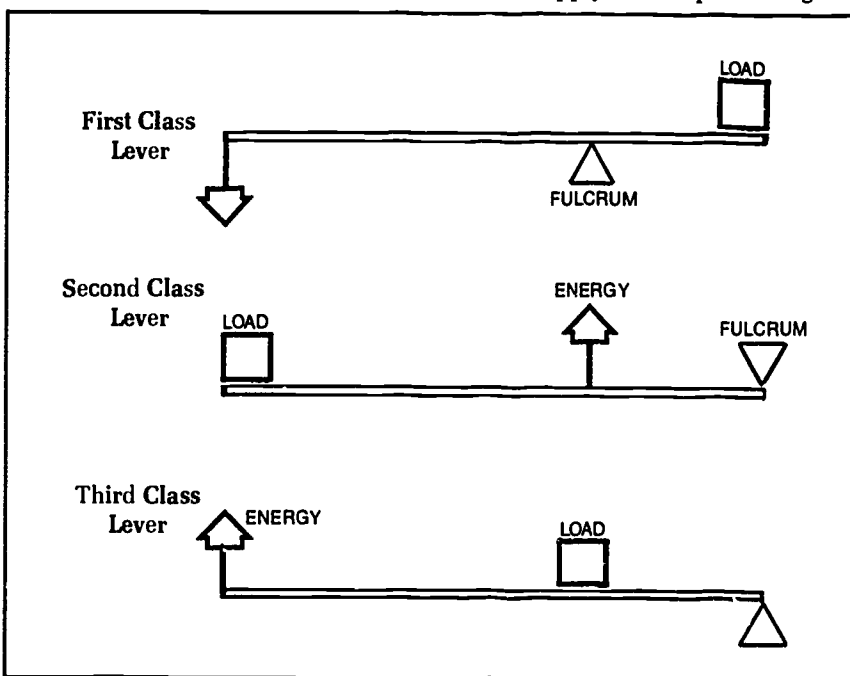 First Class
Lever
LOAD
FULCRUM
Second Class
Lever
LOAD
ENERGY
FULCRUM
Third Class
Lever
ENERGY
LOAD